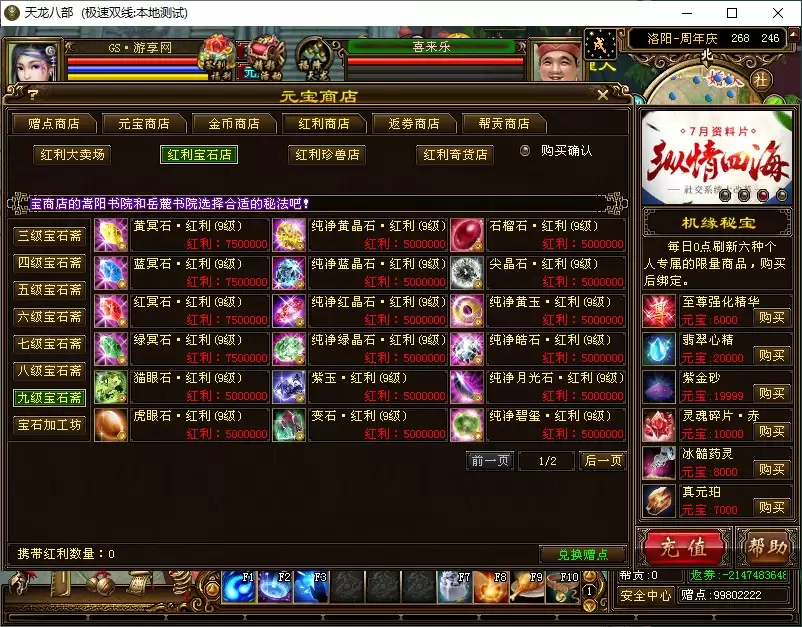 天龙八部 (极速双线:本地测试)
GS·游享网
喜来乐
洛阳-周年庆 268 246
北
社
元宝商店
?
赠点商店 元宝商店 金币商店 红利商店 返券商店 帮贡商店
红利大卖场 红利宝石店 红利珍兽店 红利奇货店 购买确认
宝商店的嵩阳书院和岳麓书院选择合适的秘法吧!
三级宝石斋
四级宝石斋
五级宝石斋
六级宝石斋
七级宝石斋
八级宝石斋
九级宝石斋
宝石加工坊
黄冥石·红利(9级)
红利:7500000
纯净黄晶石·红利(9级)
红利:5000000
石榴石·红利(9级)
红利:5000000
蓝冥石·红利(9级)
红利:7500000
纯净蓝晶石·红利(9级)
红利:5000000
尖晶石·红利(9级)
红利:5000000
红冥石·红利(9级)
红利:7500000
纯净红晶石·红利(9级)
红利:5000000
纯净黄玉·红利(9级)
红利:5000000
绿冥石·红利(9级)
红利:7500000
纯净绿晶石·红利(9级)
红利:5000000
纯净皓石·红利(9级)
红利:5000000
猫眼石·红利(9级)
红利:5000000
紫玉·红利(9级)
红利:5000000
纯净月光石·红利(9级)
红利:5000000
虎眼石·红利(9级)
红利:5000000
变石·红利(9级)
红利:5000000
纯净碧玺·红利(9级)
红利:5000000
前一页 1/2 后一页
携带红利数量:0
兑换赠点
7月资料片
纵情四海
机缘秘宝
每日0点刷新六种个
人专属的限量商品,购买
后绑定。
至尊强化精华
元宝:6000 购买
翡翠心精
元宝:20000 购买
紫金砂
元宝:19999 购买
灵魂碎片·赤
元宝:10000 购买
冰髓药灵
元宝:8000 购买
真元珀
元宝:7000 购买
充值 帮助
F1 F2 F3 F7 F8 F9 F10
1
帮贡:0 返券:-2147483648
安全中心 赠点:99802222